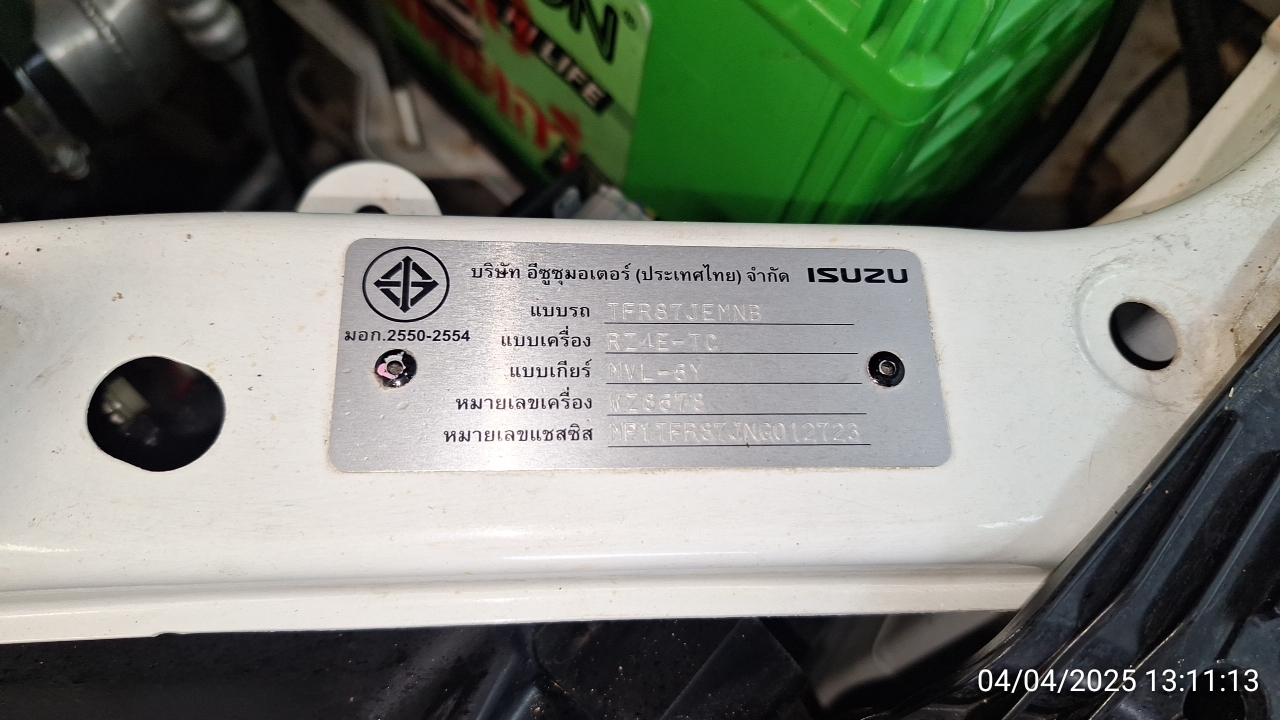 ON®
LIFE
บริษัท อีซูซุมอเตอร์ (ประเทศไทย) จำกัด ISUZU
มอก.2550-2554
แบบรถ TFR87JEMNB
แบบเครื่อง RZ4E-TC
แบบเกียร์ MVL-6Y
หมายเลขเครื่อง WZ6678
หมายเลขแชสซิส MP1TFR87JNG012723
04/04/2025 13:11:13